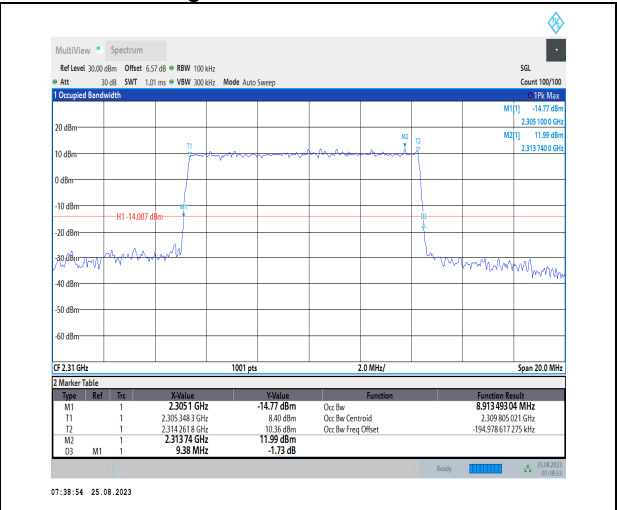 MultiView Spectrum
Ref Level 30.00 dBm Offset 6.57 dB RBW 100 kHz SGL
Att 30 dB SWT 1.01 ms VBW 300 kHz Mode Auto Sweep Count 100/100
1 Occupied Bandwidth 1Pk Max
M1[1] -14.77 dBm
2.305 100 0 GHz
M2[1] 11.99 dBm
2.313 740 0 GHz
20 dBm
M2
T1 T2
10 dBm
0 dBm
-10 dBm
M1
H1 -14.007 dBm
D3
-20 dBm
-30 dBm
-40 dBm
-50 dBm
-60 dBm
CF 2.31 GHz 1001 pts 2.0 MHz/ Span 20.0 MHz
2 Marker Table
Type Ref Trc X-Value Y-Value Function Function Result
M1 1 2.3051 GHz -14.77 dBm Occ Bw 8.913 493 04 MHz
T1 1 2.305 348 3 GHz 8.40 dBm Occ Bw Centroid 2.309 805 021 GHz
T2 1 2.314 261 8 GHz 10.36 dBm Occ Bw Freq Offset -194.978 617 275 kHz
M2 1 2.313 74 GHz 11.99 dBm
D3 M1 1 9.38 MHz -1.73 dB
Ready 25.08.2023
07:38:53
07:38:54 25.08.2023